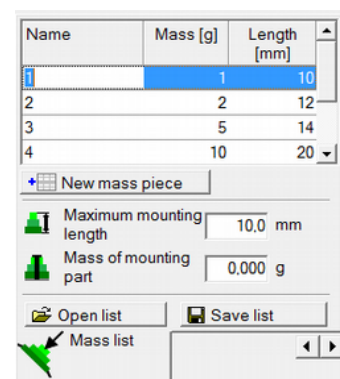 Name Mass [g] Length
[mm]
1 1 10
2 2 12
3 5 14
4 10 20
New mass piece
Maximum mounting
length 10,0 mm
Mass of mounting
part 0,000 g
Open list Save list
Mass list